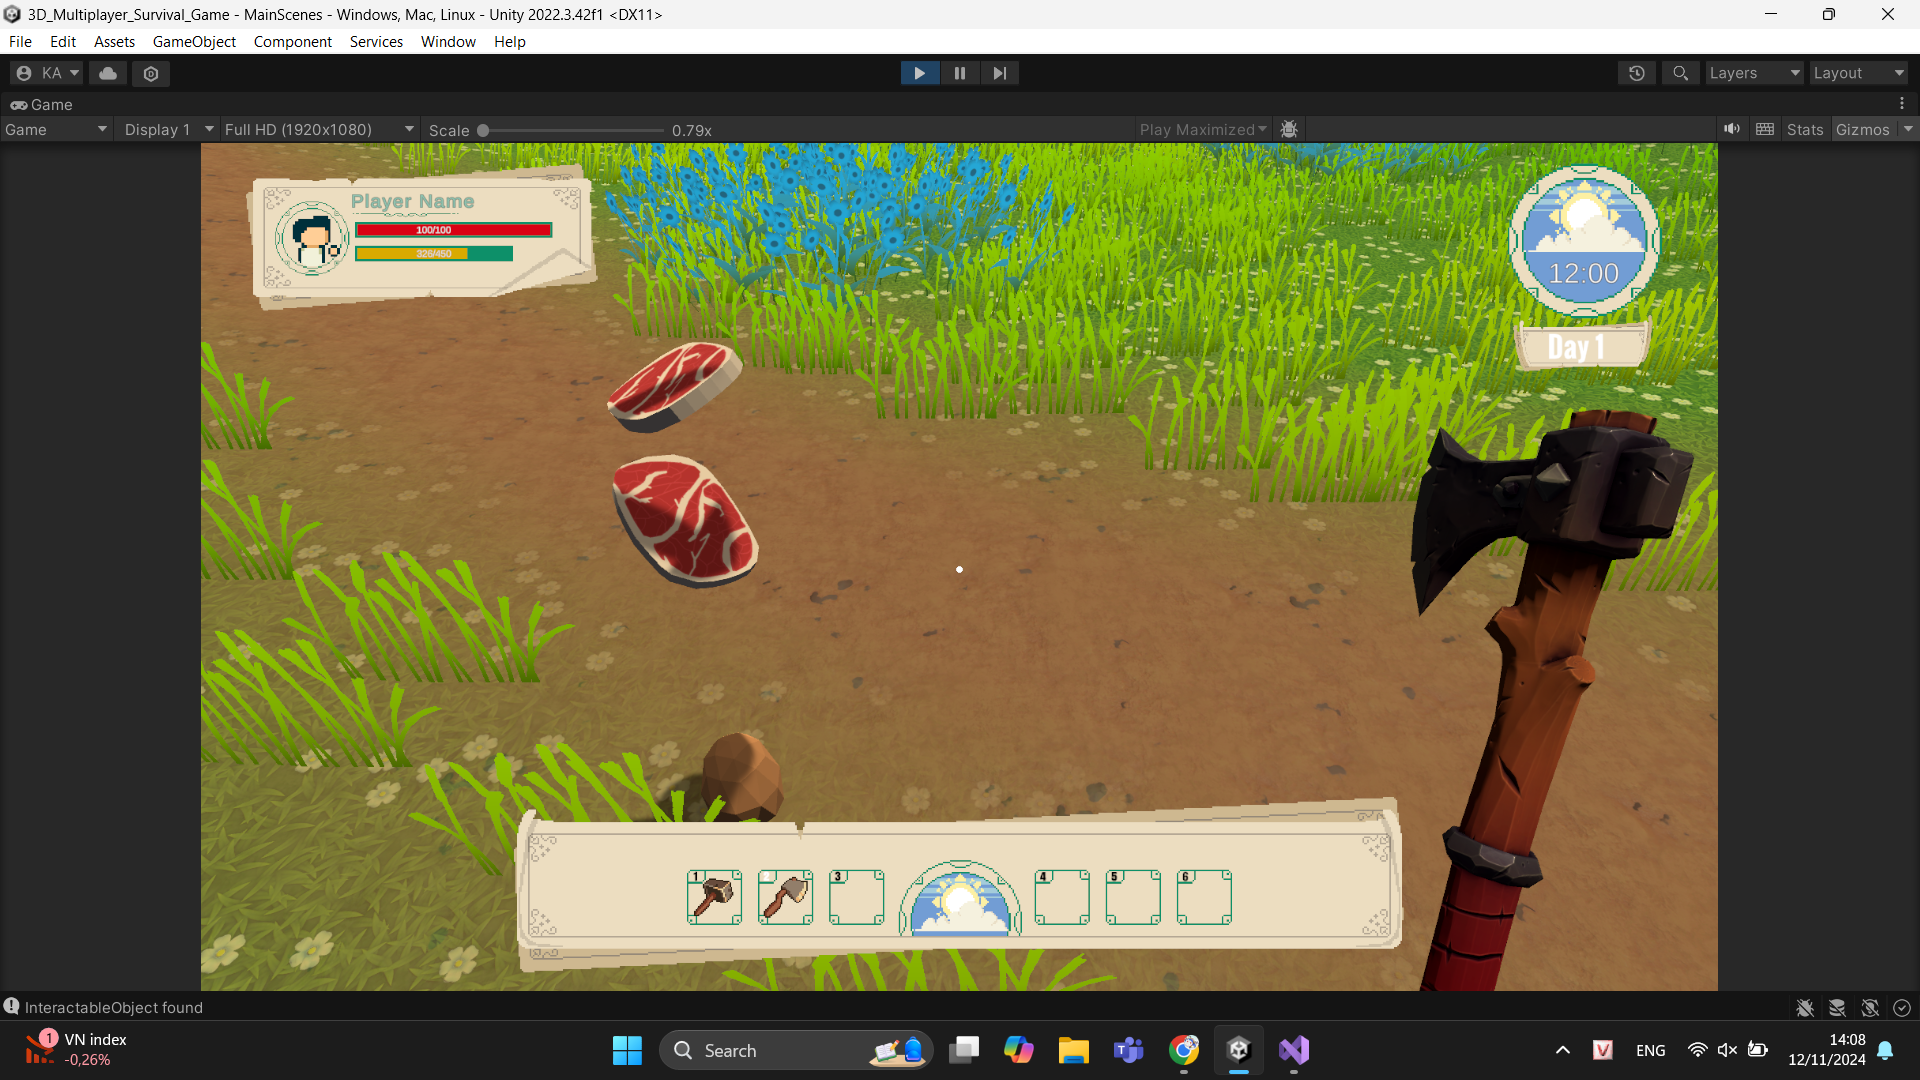 3D_Multiplayer_Survival_Game - MainScenes - Windows, Mac, Linux - Unity 2022.3.42f1 <DX11>
File Edit Assets GameObject Component Services Window Help
KA Layers Layout
Game
Game Display 1 Full HD (1920x1080) Scale 0.79x Play Maximized Stats Gizmos
Player Name
100/100
326/450
12:00
Day 1
1 2 3 4 5 6
InteractableObject found
1 VN index
-0,26%
Search
V ENG
14:08
12/11/2024